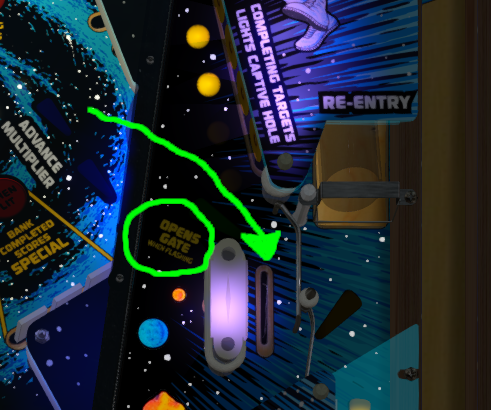 COMPLETING TARGETS
LIGHTS CAPTIVE HOLE
RE-ENTRY
ADVANCE
MULTIPLIER
OPENS
GATE
WHEN FLASHING
BANK
COMPLETED
SCORES
SPECIAL